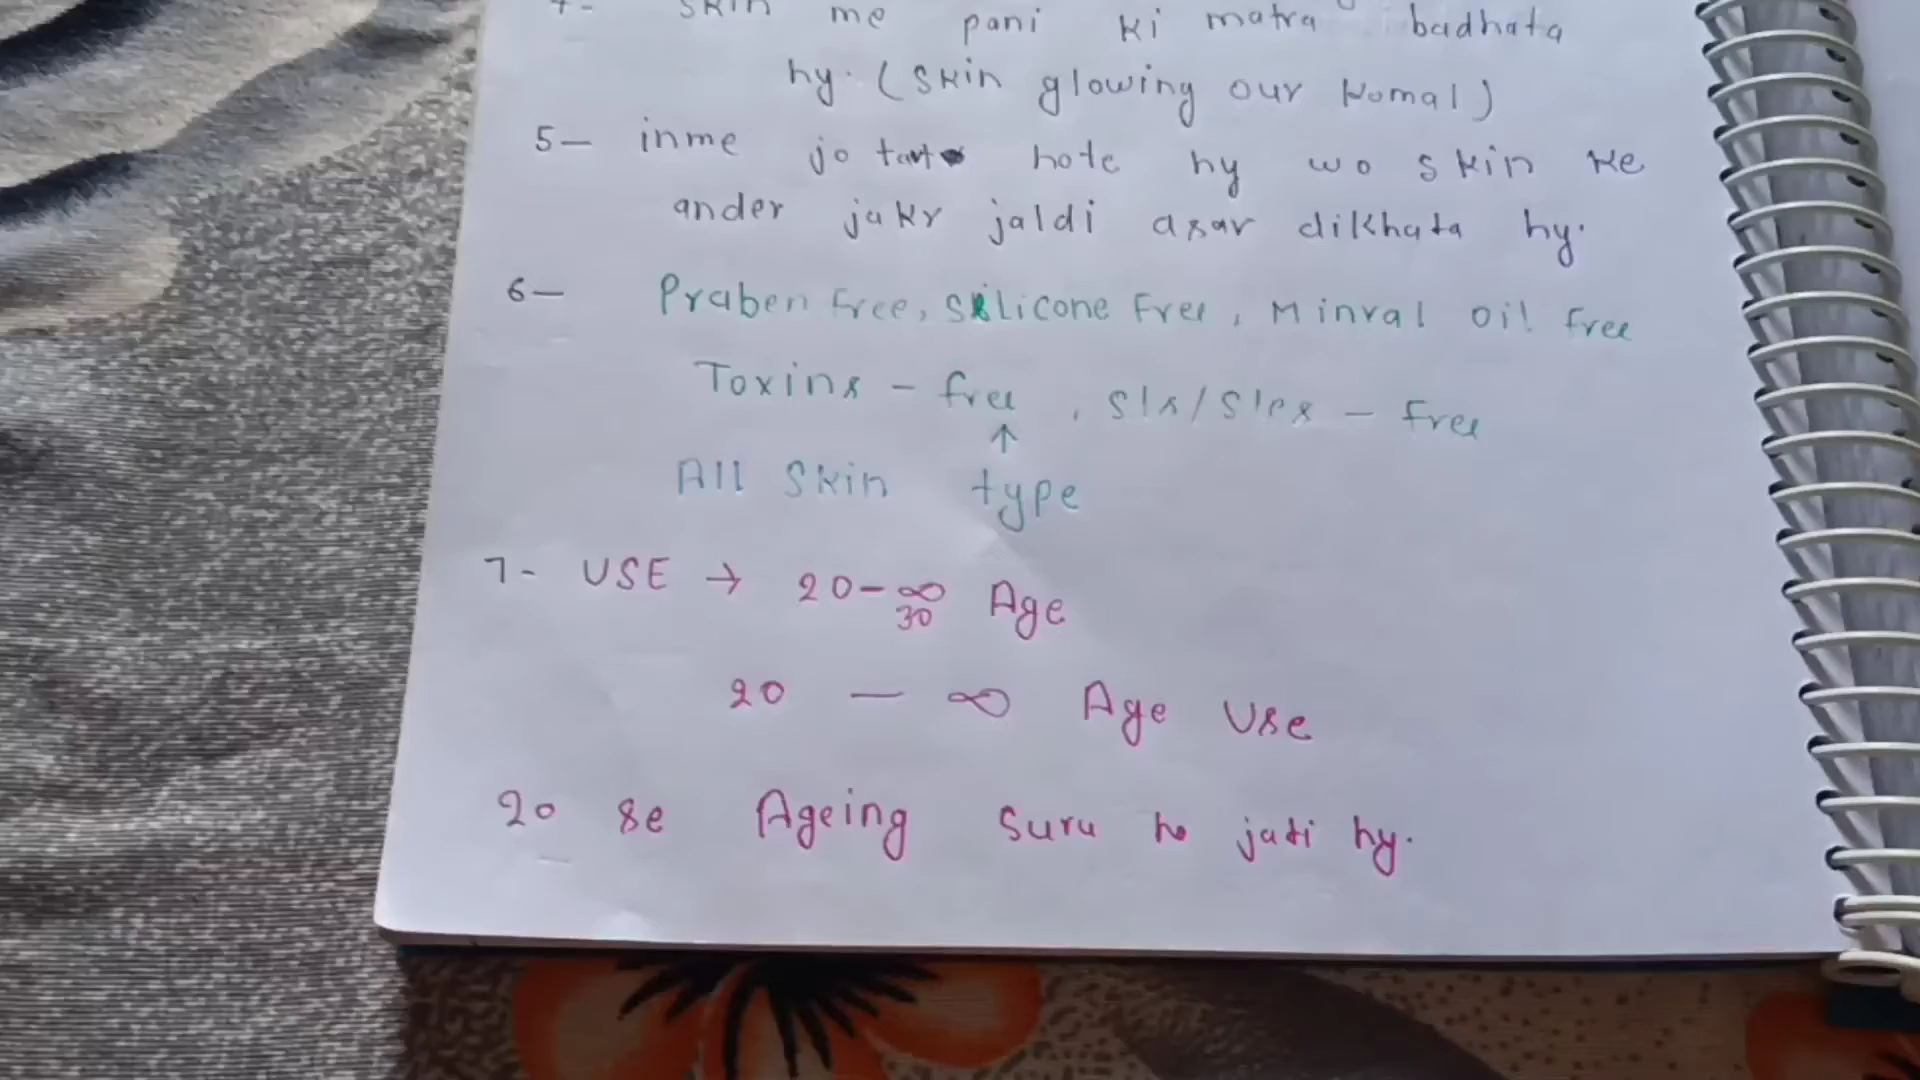 4- skin me pani ki matra badhata
hy. (skin glowing our komal)
5- inme jo tatv hote hy wo skin ke
ander jakr jaldi asar dikhata hy.
6- Praben free, Silicone Free, Minral oil free
Toxins - free, Sls/Sles - Free
↑
All Skin type
7- USE → 20-∞ Age
30
20 - ∞ Age Use
20 se Ageing Suru ho jati hy.